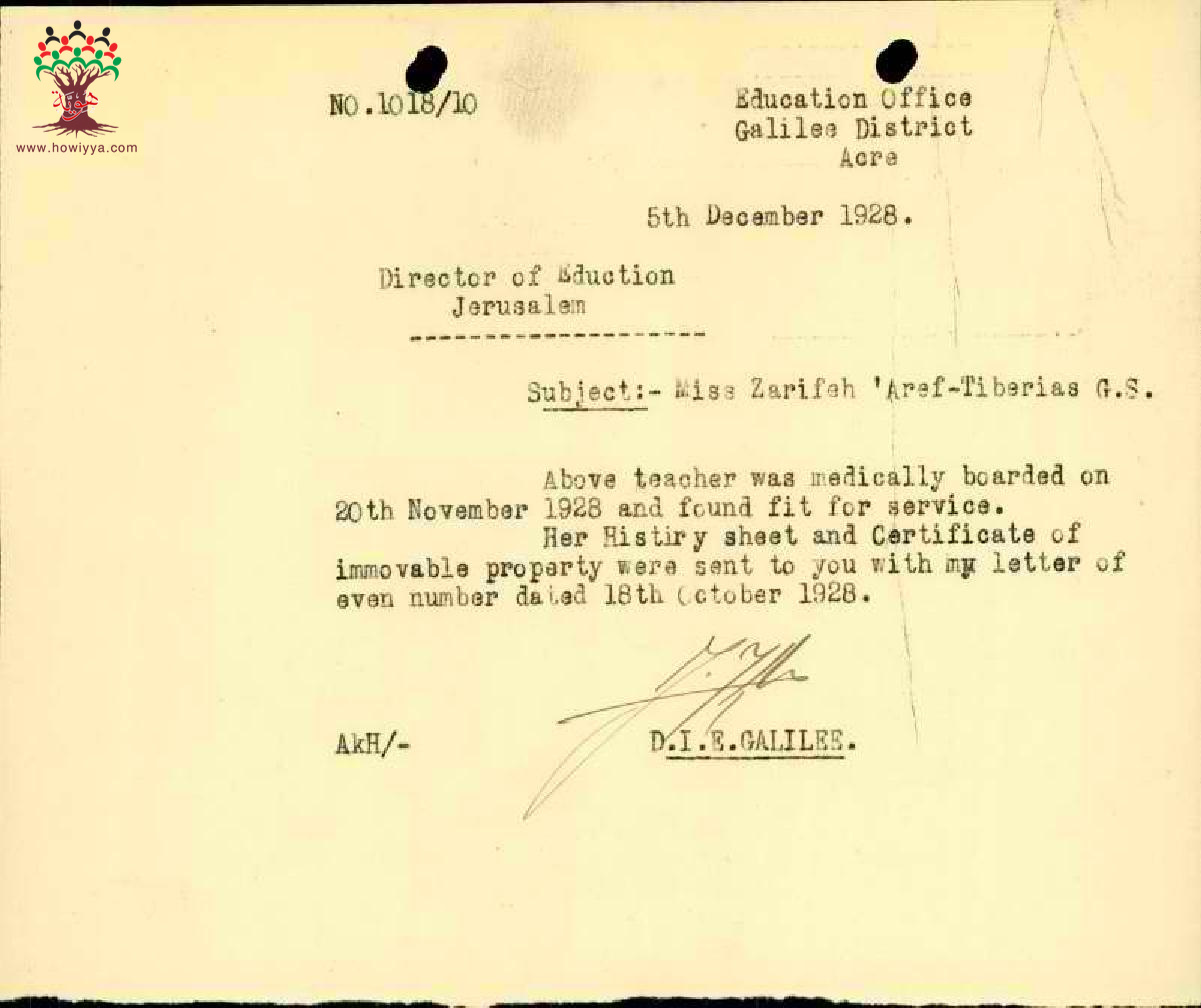 www.howiyya.com
NO.1018/10
Education Office
Galilee District
Acre
5th December 1928.
Director of Eduction
Jerusalem
Subject:- Miss Zarifeh 'Aref-Tiberias G.S.
Above teacher was medically boarded on
20th November 1928 and found fit for service.
Her Histiry sheet and Certificate of
immovable property were sent to you with my letter of
even number dated 18th October 1928.
AkH/-
D.I.E.GALILEE.